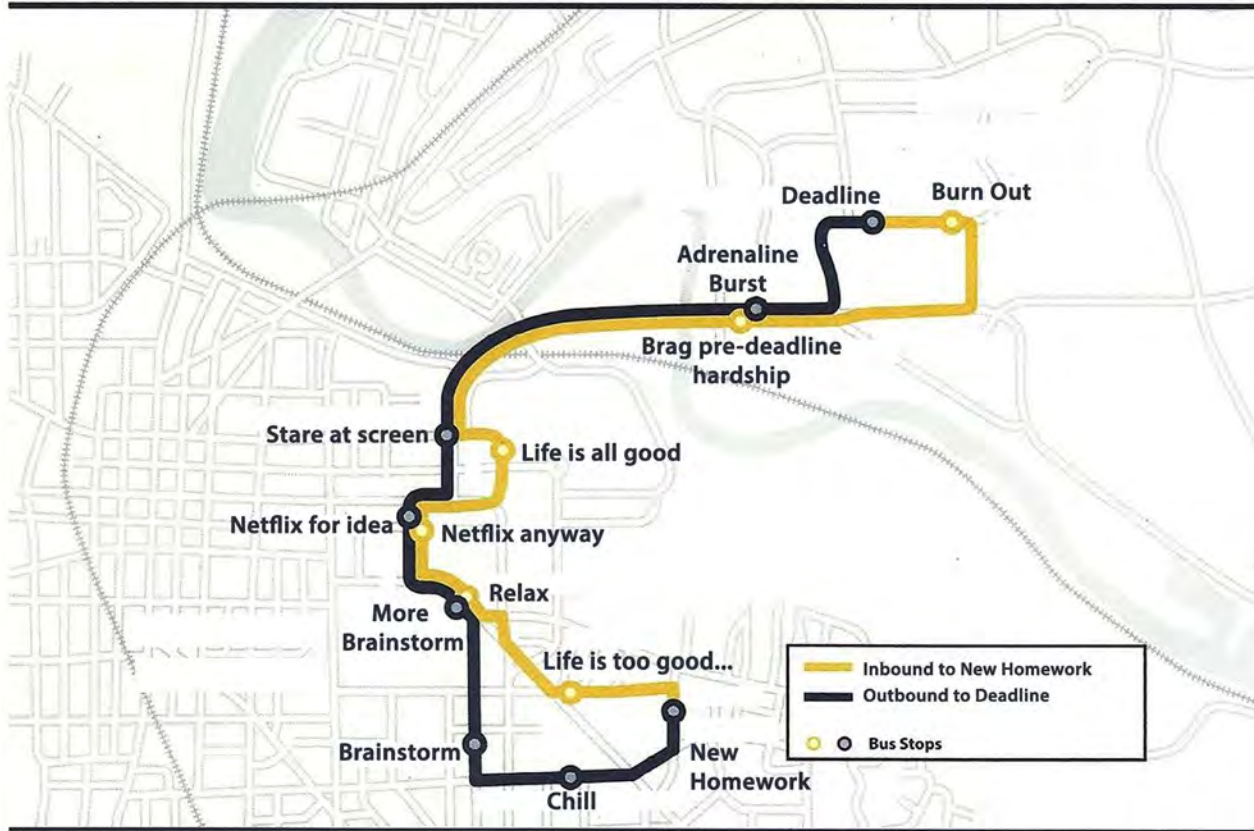 Deadline
Burn Out
Adrenaline
Burst
Brag pre-deadline
hardship
Stare at screen
Life is all good
Netflix for idea
Netflix anyway
Relax
More
Brainstorm
Life is too good...
Inbound to New Homework
Outbound to Deadline
Bus Stops
Brainstorm
New
Homework
Chill